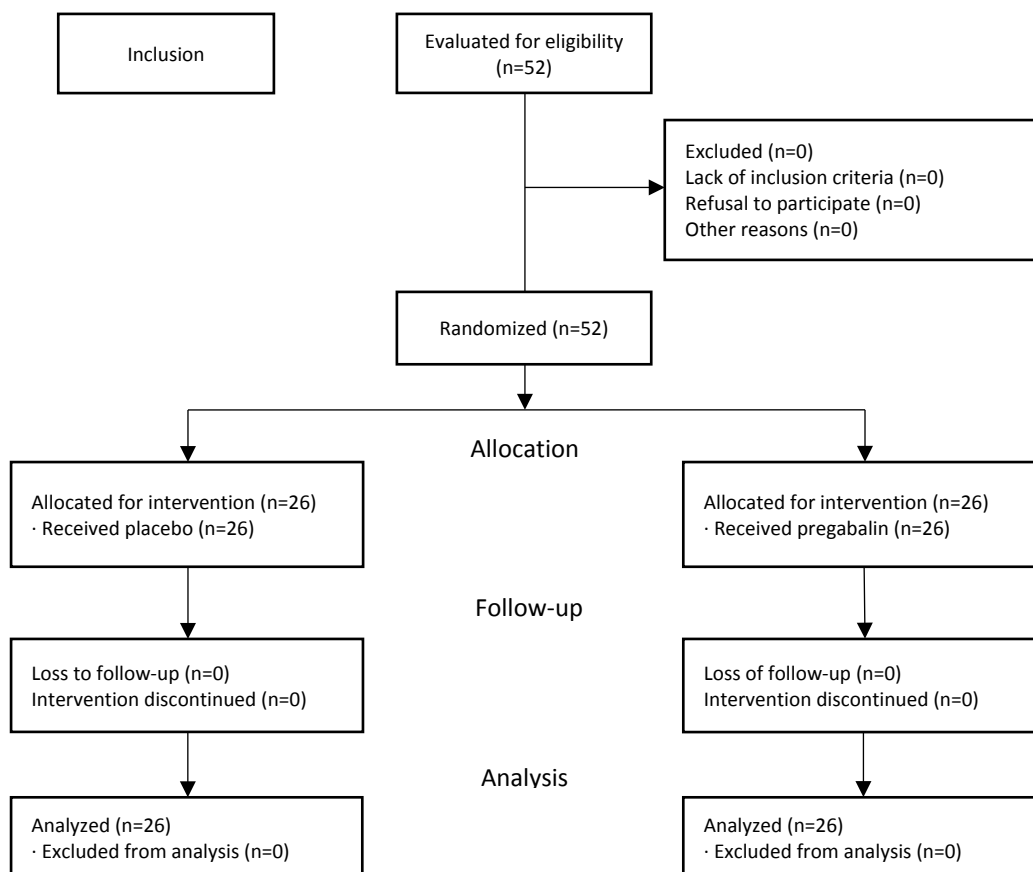 Inclusion
Evaluated for eligibility
(n=52)
Excluded (n=0)
Lack of inclusion criteria (n=0)
Refusal to participate (n=0)
Other reasons (n=0)
Randomized (n=52)
Allocation
Allocated for intervention (n=26)
· Received placebo (n=26)
Allocated for intervention (n=26)
· Received pregabalin (n=26)
Follow-up
Loss to follow-up (n=0)
Intervention discontinued (n=0)
Loss of follow-up (n=0)
Intervention discontinued (n=0)
Analysis
Analyzed (n=26)
· Excluded from analysis (n=0)
Analyzed (n=26)
· Excluded from analysis (n=0)